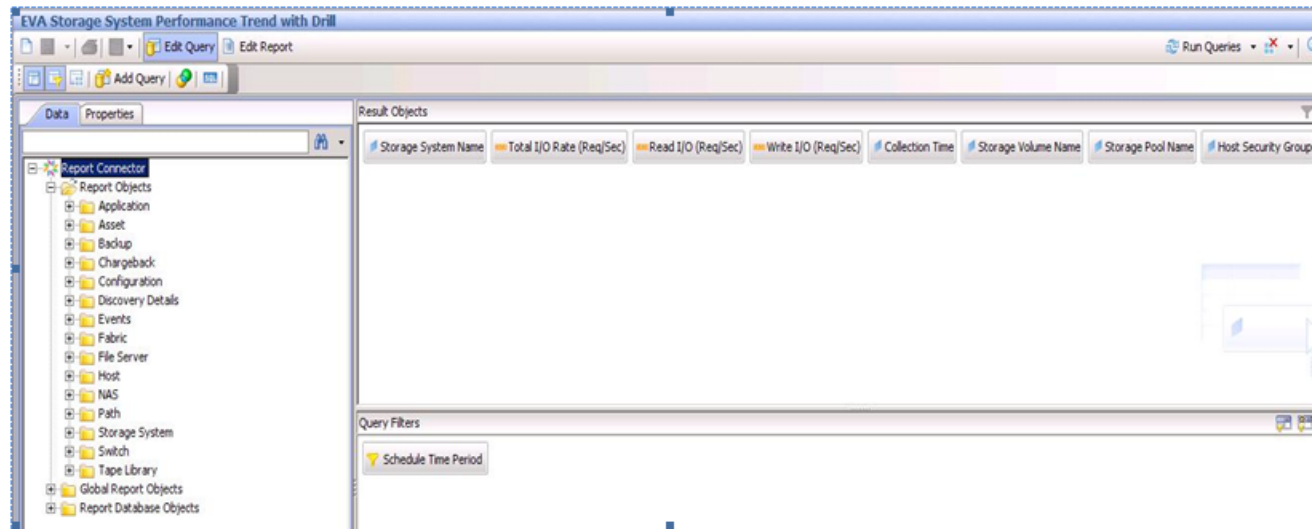 EVA Storage System Performance Trend with Drill
Edit Query Edit Report Run Queries
Add Query
Data Properties
Result Objects
Storage System Name Total I/O Rate (Req/Sec) Read I/O (Req/Sec) Write I/O (Req/Sec) Collection Time Storage Volume Name Storage Pool Name Host Security Group
Report Connector
Report Objects
Application
Asset
Backup
Chargeback
Configuration
Discovery Details
Events
Fabric
File Server
Host
NAS
Path
Storage System
Switch
Tape Library
Global Report Objects
Report Database Objects
Query Filters
Schedule Time Period